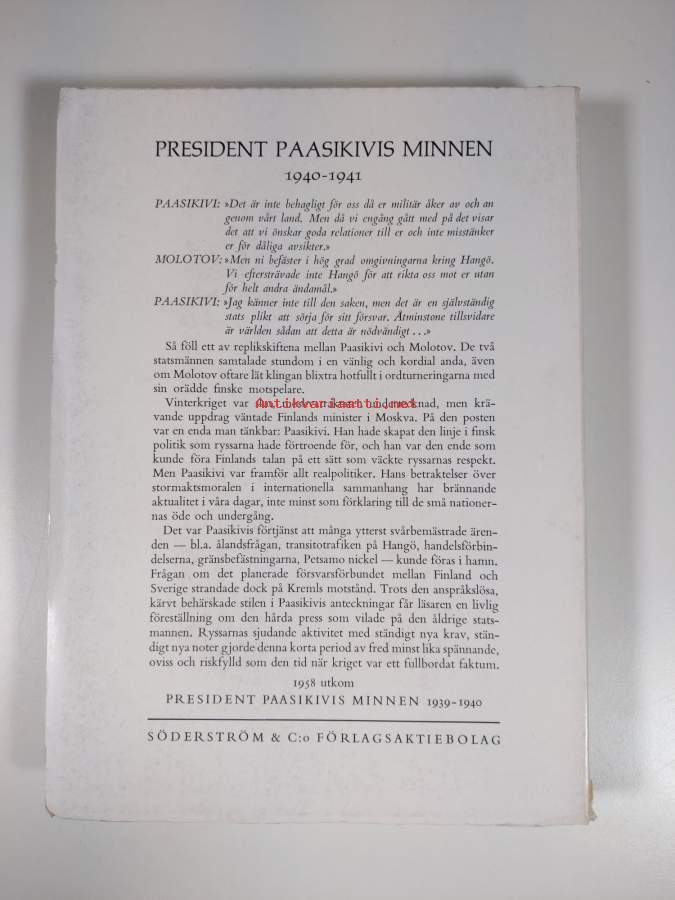 PRESIDENT PAASIKIVIS MINNEN
1940-1941
PAASIKIVI: »Det är inte behagligt för oss då er militär åker av och an
genom vårt land. Men då vi engång gått med på det visar
det att vi önskar goda relationer till er och inte misstänker
er för dåliga avsikter.»
MOLOTOV: »Men ni befäster i hög grad omgivningarna kring Hangö.
Vi eftersträvade inte Hangö för att rikta oss mot er utan
för helt andra ändamål.»
PAASIKIVI: »Jag känner inte till den saken, men det är en självständig
stats plikt att sörja för sitt försvar. Åtminstone tillsvidare
är världen sådan att detta är nödvändigt . . .»
Så föll ett av replikskiftena mellan Paasikivi och Molotov. De två
statsmännen samtalade stundom i en vänlig och kordial anda, även
om Molotov oftare lät klingan blixtra hotfullt i ordturneringarna med
sin orädde finske motspelare.
Vinterkriget var slut, undertecknad, men krä-
vande uppdrag väntade Finlands minister i Moskva. På den posten
var en enda man tänkbar: Paasikivi. Han hade skapat den linje i finsk
politik som ryssarna hade förtroende för, och han var den ende som
kunde föra Finlands talan på ett sätt som väckte ryssarnas respekt.
Men Paasikivi var framför allt realpolitiker. Hans betraktelser över
stormaktsmoralen i internationella sammanhang har brännande
aktualitet i våra dagar, inte minst som förklaring till de små nationer-
nas öde och undergång.
Det var Paasikivis förtjänst att många ytterst svårbemästrade ären-
den — bl.a. ålandsfrågan, transitotrafiken på Hangö, handelsförbin-
delserna, gränsbefästningarna, Petsamo nickel — kunde föras i hamn.
Frågan om det planerade försvarsförbundet mellan Finland och
Sverige strandade dock på Kremls motstånd. Trots den anspråkslösa,
kärvt behärskade stilen i Paasikivis anteckningar får läsaren en livlig
föreställning om den hårda press som vilade på den åldrige stats-
mannen. Ryssarnas sjudande aktivitet med ständigt nya krav, stän-
digt nya noter gjorde denna korta period av fred minst lika spännande,
oviss och riskfylld som den tid när kriget var ett fullbordat faktum.
1958 utkom
PRESIDENT PAASIKIVIS MINNEN 1939-1940
SÖDERSTRÖM & C:o FÖRLAGSAKTIEBOLAG